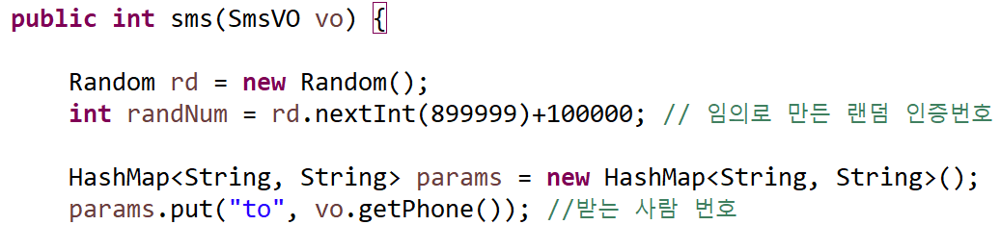 public int sms(SmsVO vo) {
Random rd = new Random();
int randNum = rd.nextInt(899999)+100000; // 임의로 만든 랜덤 인증번호
HashMap<String, String> params = new HashMap<String, String>();
params.put("to", vo.getPhone()); //받는 사람 번호